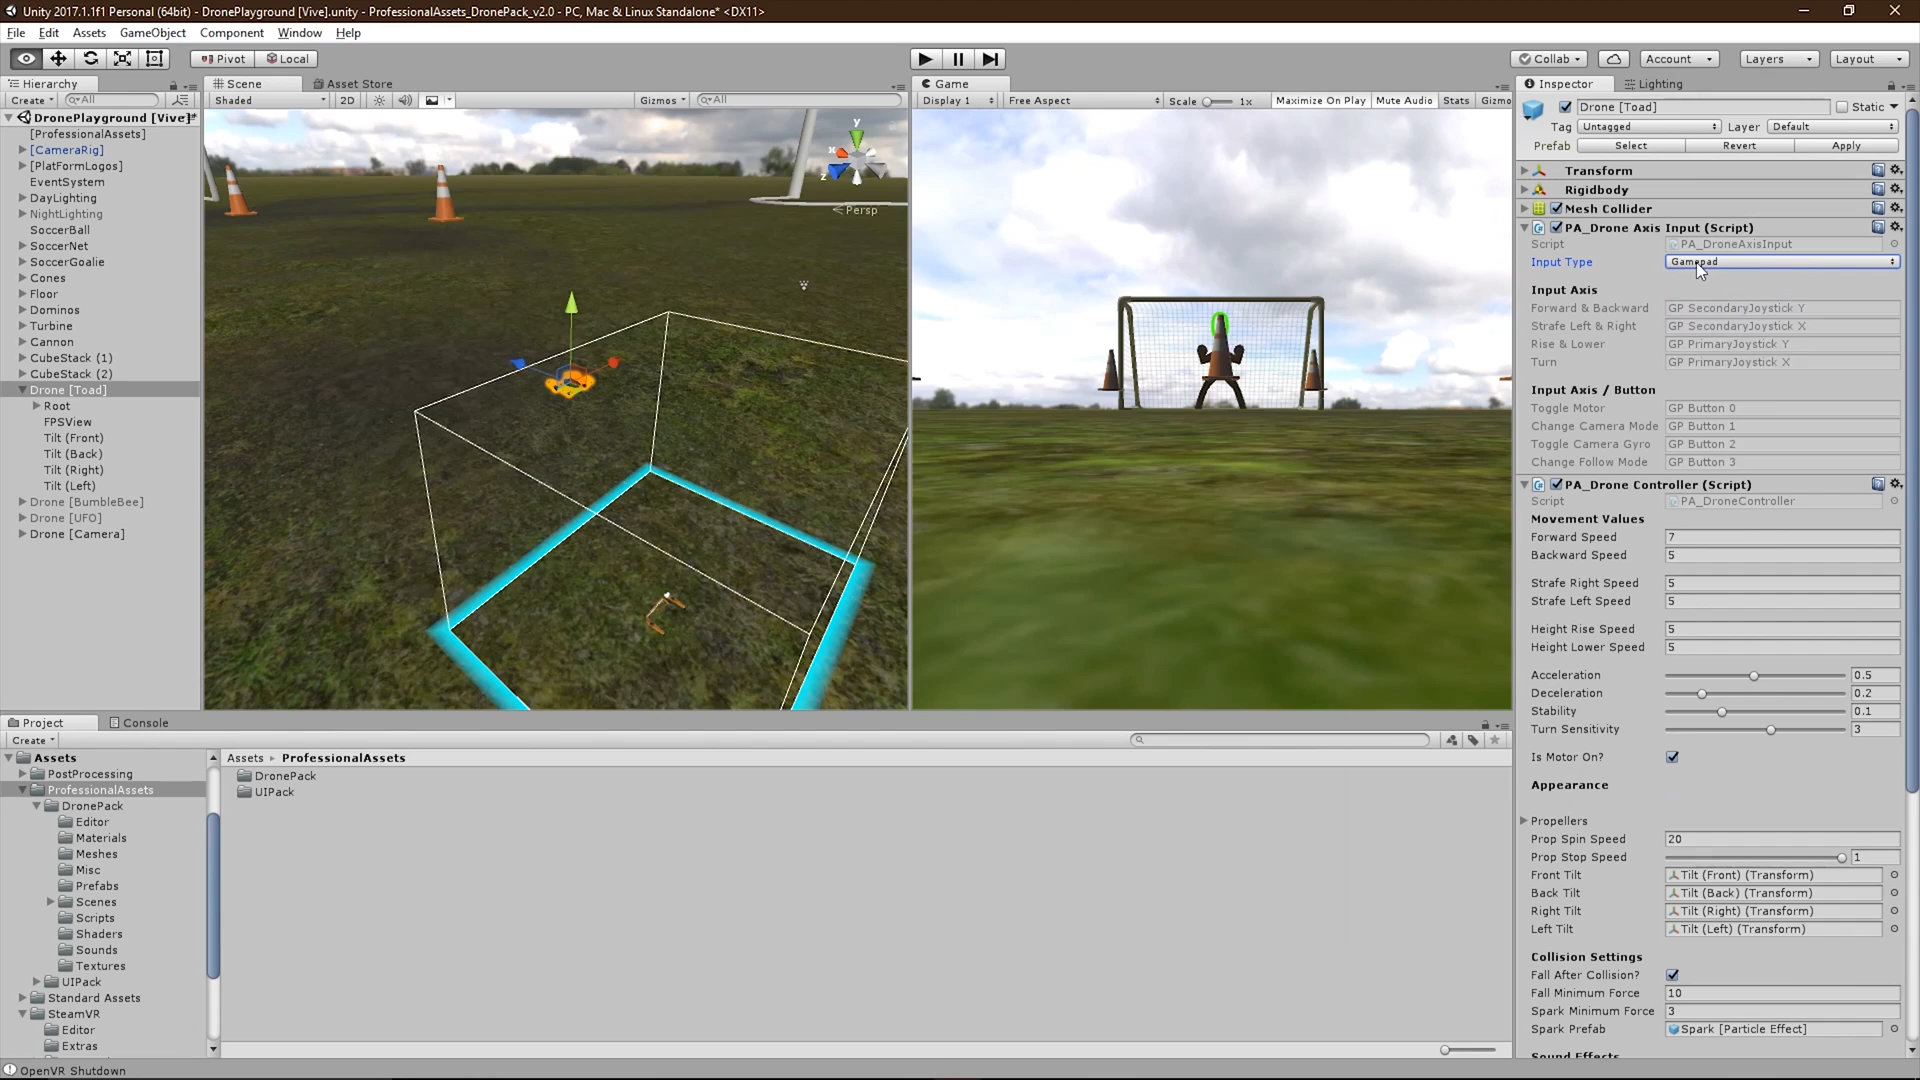 Unity 2017.1.1f1 Personal (64bit) - DronePlayground [Vive].unity - ProfessionalAssets_DronePack_v2.0 - PC, Mac & Linux Standalone* <DX11>
File Edit Assets GameObject Component Window Help
Pivot Local Collab Account Layers Layout
Hierarchy Scene Asset Store Game Inspector Lighting
Create All Shaded 2D Gizmos All Display 1 Free Aspect Scale 1x Maximize On Play Mute Audio Stats Gizmo
Drone [Toad] Static
Tag Untagged Layer Default
Prefab Select Revert Apply
DronePlayground [Vive]*
[ProfessionalAssets]
[CameraRig]
[PlatFormLogos]
EventSystem
DayLighting
NightLighting
SoccerBall
SoccerNet
SoccerGoalie
Cones
Floor
Dominos
Turbine
Cannon
CubeStack (1)
CubeStack (2)
Drone [Toad]
Root
FPSView
Tilt (Front)
Tilt (Back)
Tilt (Right)
Tilt (Left)
Drone [BumbleBee]
Drone [UFO]
Drone [Camera]
y
x
z
Persp
Transform
Rigidbody
Mesh Collider
PA_Drone Axis Input (Script)
Script PA_DroneAxisInput
Input Type Gamepad
Input Axis
Forward & Backward GP SecondaryJoystick Y
Strafe Left & Right GP SecondaryJoystick X
Rise & Lower GP PrimaryJoystick Y
Turn GP PrimaryJoystick X
Input Axis / Button
Toggle Motor GP Button 0
Change Camera Mode GP Button 1
Toggle Camera Gyro GP Button 2
Change Follow Mode GP Button 3
PA_Drone Controller (Script)
Script PA_DroneController
Movement Values
Forward Speed 7
Backward Speed 5
Strafe Right Speed 5
Strafe Left Speed 5
Height Rise Speed 5
Height Lower Speed 5
Acceleration 0.5
Deceleration 0.2
Stability 0.1
Turn Sensitivity 3
Is Motor On?
Appearance
Propellers
Prop Spin Speed 20
Prop Stop Speed 1
Front Tilt Tilt (Front) (Transform)
Back Tilt Tilt (Back) (Transform)
Right Tilt Tilt (Right) (Transform)
Left Tilt Tilt (Left) (Transform)
Collision Settings
Fall After Collision?
Fall Minimum Force 10
Spark Minimum Force 3
Spark Prefab Spark [Particle Effect]
Sound Effects
Project Console
Create
Assets
PostProcessing
ProfessionalAssets
DronePack
Editor
Materials
Meshes
Misc
Prefabs
Scenes
Scripts
Shaders
Sounds
Textures
UIPack
Standard Assets
SteamVR
Editor
Extras
Assets ProfessionalAssets
DronePack
UIPack
OpenVR Shutdown